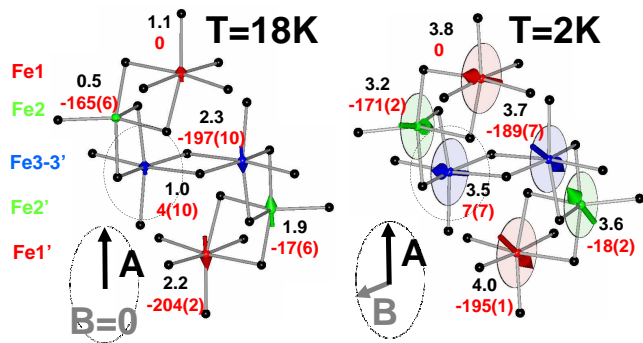 T=18K
1.1
0
Fe1
0.5
-165(6)
Fe2
2.3
-197(10)
Fe3-3'
1.0
4(10)
Fe2'
1.9
-17(6)
Fe1'
A
2.2
-204(2)
B=0
T=2K
3.8
0
3.2
-171(2)
3.7
-189(7)
3.5
7(7)
3.6
-18(2)
A
B
4.0
-195(1)